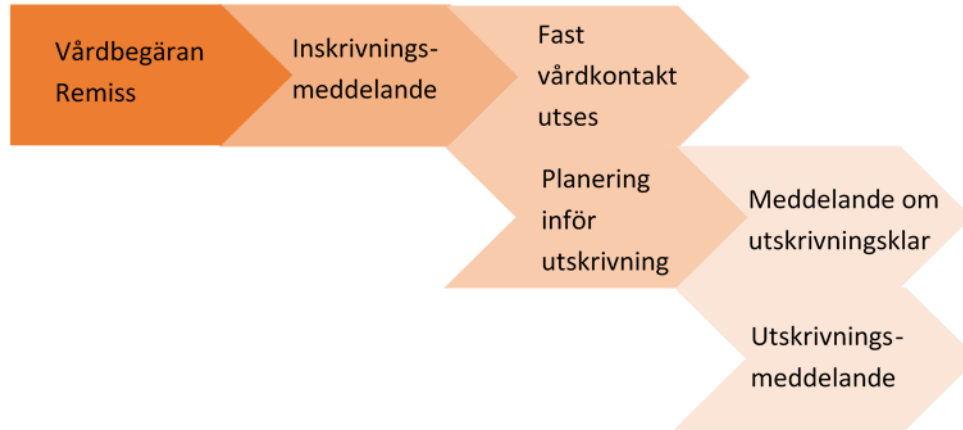 Vårdbegäran
Remiss
Inskrivnings-
meddelande
Fast
vårdkontakt
utses
Planering
inför
utskrivning
Meddelande om
utskrivningsklar
Utskrivnings-
meddelande